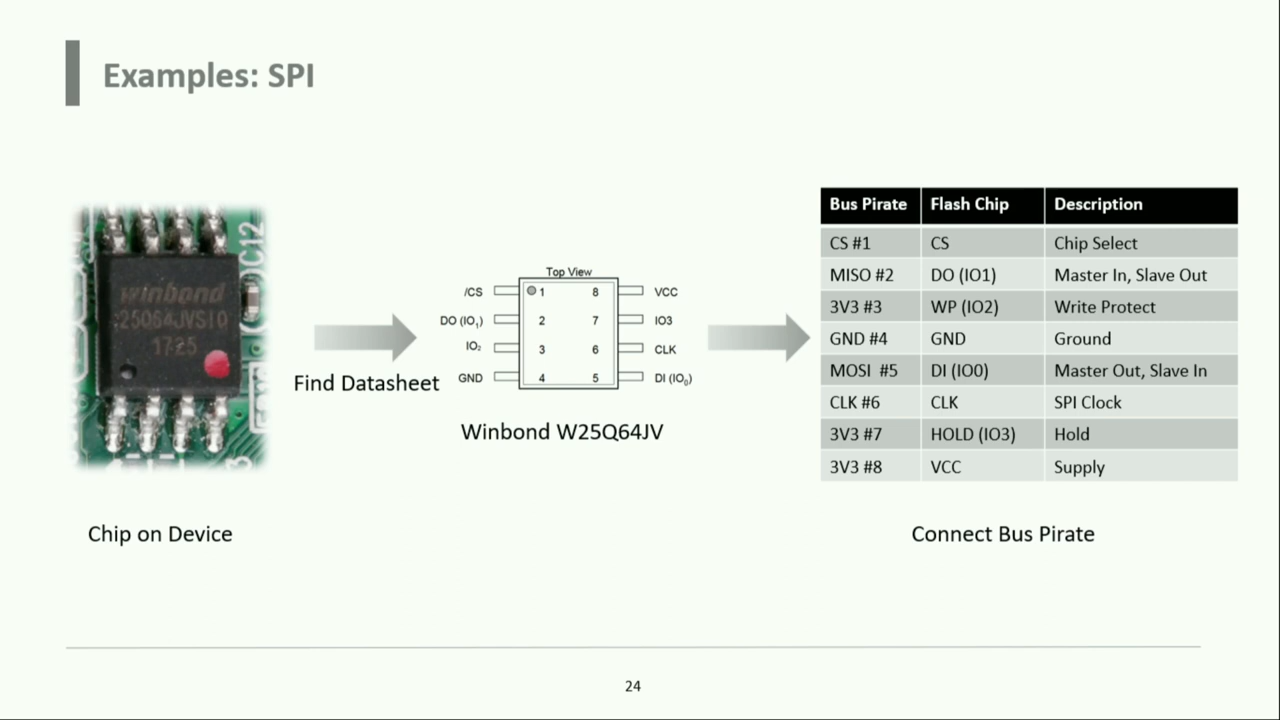 Examples: SPI
winbond
25Q64JVSIQ
1725
C12
Chip on Device
Find Datasheet
Top View
/CS 1 8 VCC
DO (IO1) 2 7 IO3
IO2 3 6 CLK
GND 4 5 DI (IO0)
Winbond W25Q64JV
Bus Pirate Flash Chip Description
CS #1 CS Chip Select
MISO #2 DO (IO1) Master In, Slave Out
3V3 #3 WP (IO2) Write Protect
GND #4 GND Ground
MOSI #5 DI (IO0) Master Out, Slave In
CLK #6 CLK SPI Clock
3V3 #7 HOLD (IO3) Hold
3V3 #8 VCC Supply
Connect Bus Pirate
24